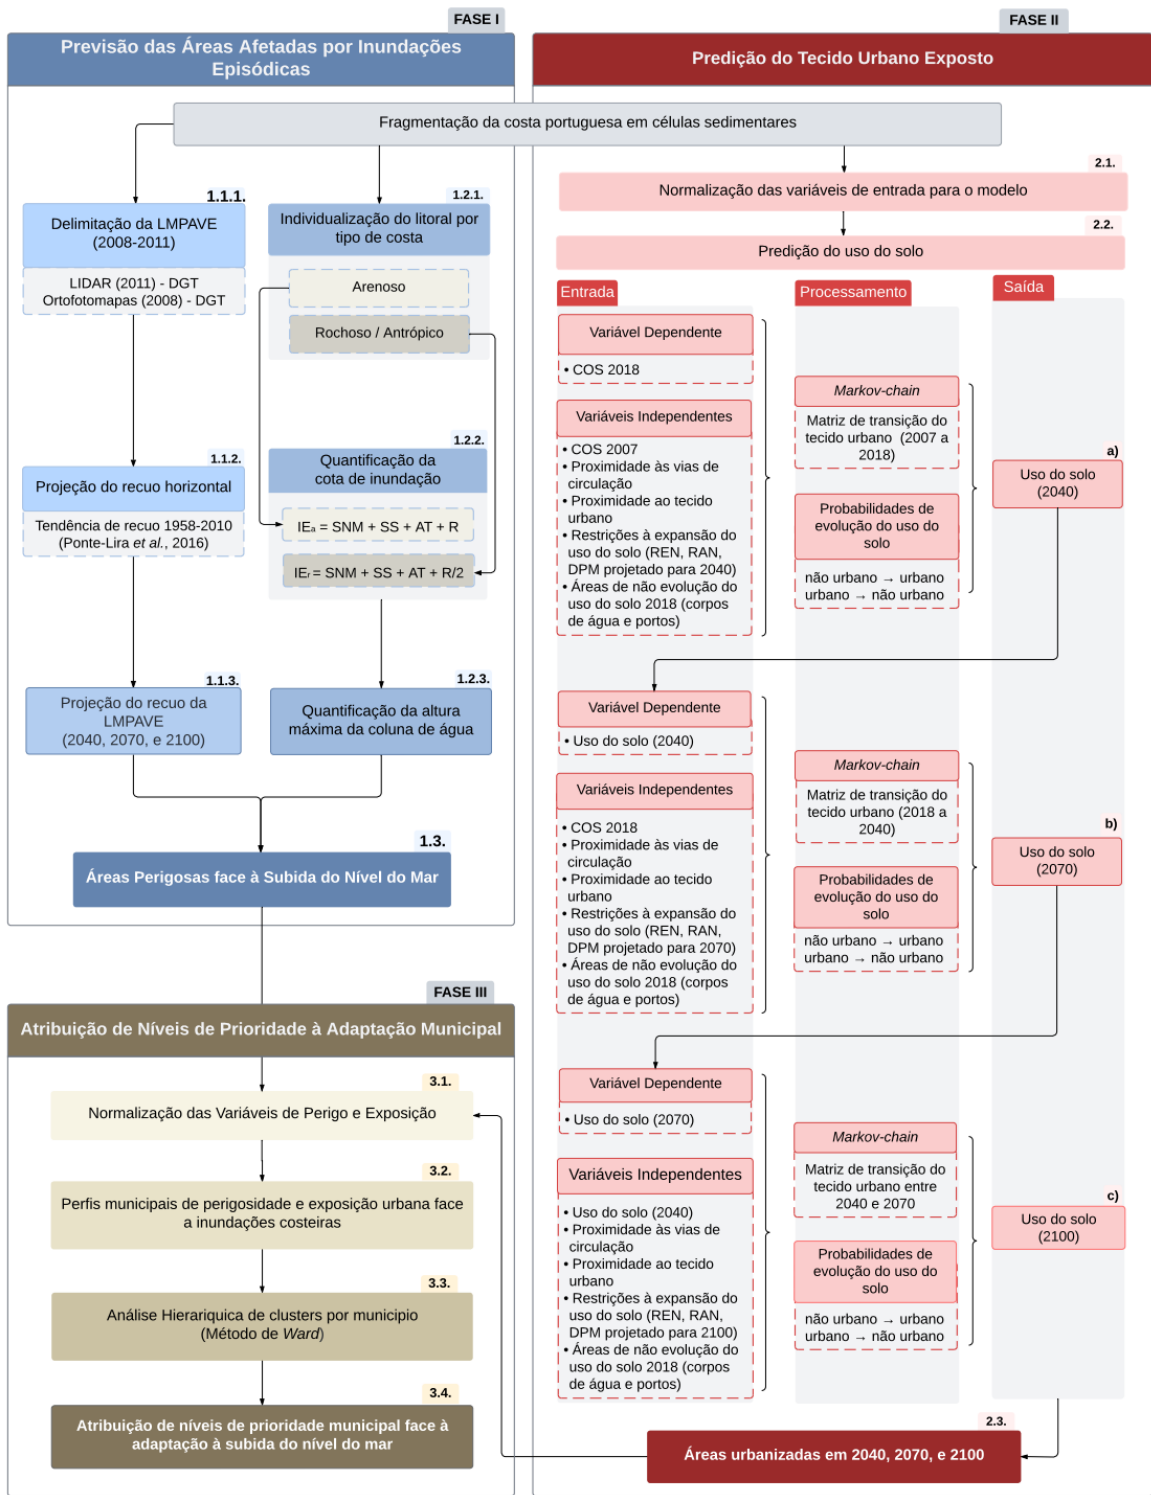 FASE I
Previsão das Áreas Afetadas por Inundações
Episódicas
FASE II
Predição do Tecido Urbano Exposto
Fragmentação da costa portuguesa em células sedimentares
1.1.1.
Delimitação da LMPAVE
(2008-2011)
LIDAR (2011) - DGT
Ortofotomapas (2008) - DGT
1.2.1.
Individualização do litoral por
tipo de costa
Arenoso
Rochoso / Antrópico
1.1.2.
Projeção do recuo horizontal
Tendência de recuo 1958-2010
(Ponte-Lira et al., 2016)
1.2.2.
Quantificação da
cota de inundação
IEa = SNM + SS + AT + R
IEr = SNM + SS + AT + R/2
1.1.3.
Projeção do recuo da
LMPAVE
(2040, 2070, e 2100)
1.2.3.
Quantificação da altura
máxima da coluna de água
1.3.
Áreas Perigosas face à Subida do Nível do Mar
2.1.
Normalização das variáveis de entrada para o modelo
2.2.
Predição do uso do solo
Entrada
Processamento
Saída
Variável Dependente
• COS 2018
Variáveis Independentes
• COS 2007
• Proximidade às vias de
circulação
• Proximidade ao tecido
urbano
• Restrições à expansão do
uso do solo (REN, RAN,
DPM projetado para 2040)
• Áreas de não evolução do
uso do solo 2018 (corpos
de água e portos)
Markov-chain
Matriz de transição do
tecido urbano (2007 a
2018)
Probabilidades de
evolução do uso do
solo
não urbano → urbano
urbano → não urbano
a)
Uso do solo
(2040)
Variável Dependente
• Uso do solo (2040)
Variáveis Independentes
• COS 2018
• Proximidade às vias de
circulação
• Proximidade ao tecido
urbano
• Restrições à expansão do
uso do solo (REN, RAN,
DPM projetado para 2070)
• Áreas de não evolução do
uso do solo 2018 (corpos
de água e portos)
Markov-chain
Matriz de transição do
tecido urbano (2018 a
2040)
Probabilidades de
evolução do uso do
solo
não urbano → urbano
urbano → não urbano
b)
Uso do solo
(2070)
Variável Dependente
• Uso do solo (2070)
Variáveis Independentes
• Uso do solo (2040)
• Proximidade às vias de
circulação
• Proximidade ao tecido
urbano
• Restrições à expansão do
uso do solo (REN, RAN,
DPM projetado para 2100)
• Áreas de não evolução do
uso do solo 2018 (corpos
de água e portos)
Markov-chain
Matriz de transição do
tecido urbano entre
2040 e 2070
Probabilidades de
evolução do uso do
solo
não urbano → urbano
urbano → não urbano
c)
Uso do solo
(2100)
2.3.
Áreas urbanizadas em 2040, 2070, e 2100
FASE III
Atribuição de Níveis de Prioridade à Adaptação Municipal
3.1.
Normalização das Variáveis de Perigo e Exposição
3.2.
Perfis municipais de perigosidade e exposição urbana face
a inundações costeiras
3.3.
Análise Hierariquica de clusters por municipio
(Método de Ward)
3.4.
Atribuição de níveis de prioridade municipal face à
adaptação à subida do nível do mar